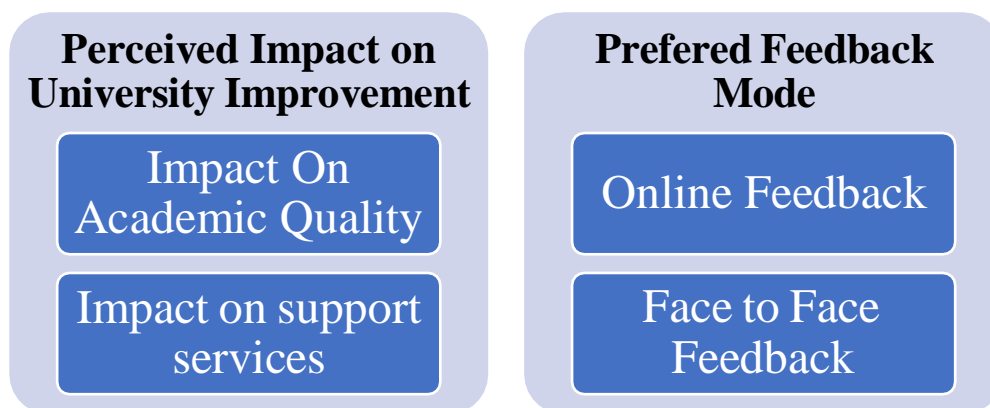 Perceived Impact on
University Improvement
Impact On
Academic Quality
Impact on support
services
Prefered Feedback
Mode
Online Feedback
Face to Face
Feedback